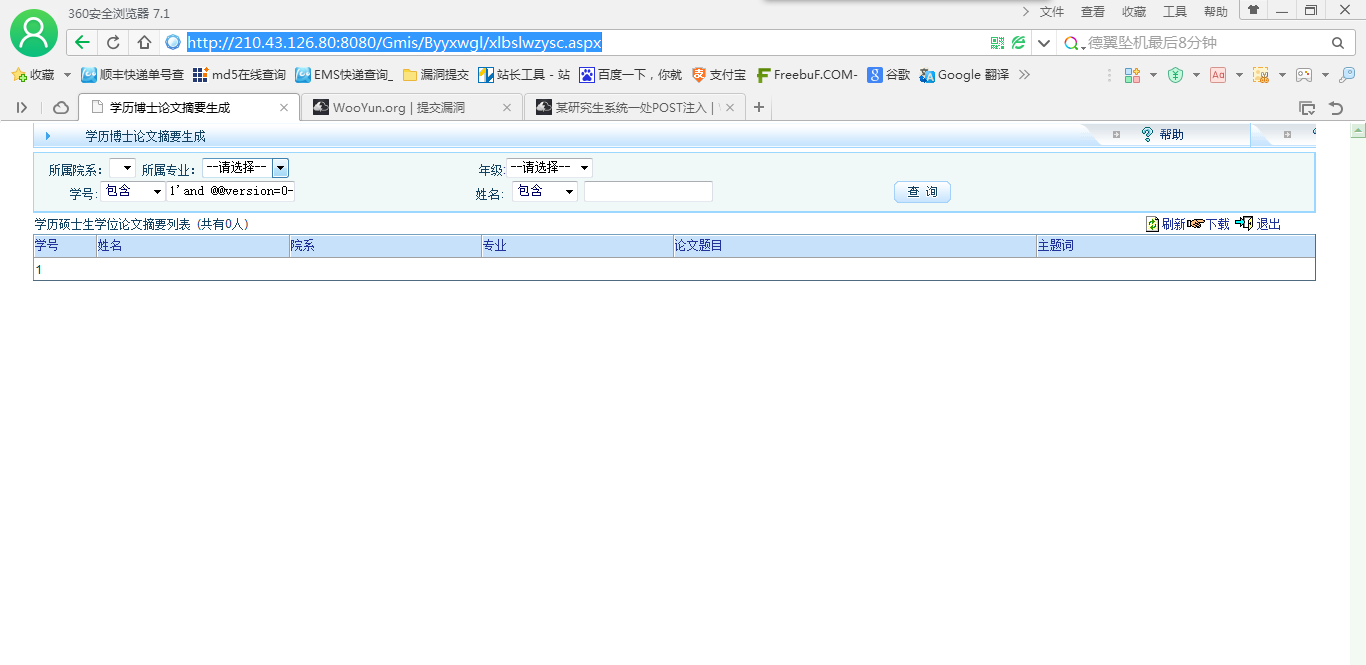 360安全浏览器 7.1
文件 查看 收藏 工具 帮助
http://210.43.126.80:8080/Gmis/Byyxwgl/xlbslwzysc.aspx
德翼坠机最后8分钟
收藏 顺丰快递单号查 md5在线查询 EMS快递查询_ 漏洞提交 站长工具 - 站 百度一下，你就 支付宝 FreebuF.COM- 谷歌 Google 翻译
学历博士论文摘要生成 WooYun.org | 提交漏洞 某研究生系统一处POST注入 |
学历博士论文摘要生成 帮助
所属院系： 所属专业： --请选择-- 年级: --请选择--
学号: 包含 1'and @@version=0- 姓名: 包含 查 询
学历硕士生学位论文摘要列表 (共有0人) 刷新 下载 退出
学号 姓名 院系 专业 论文题目 主题词
1